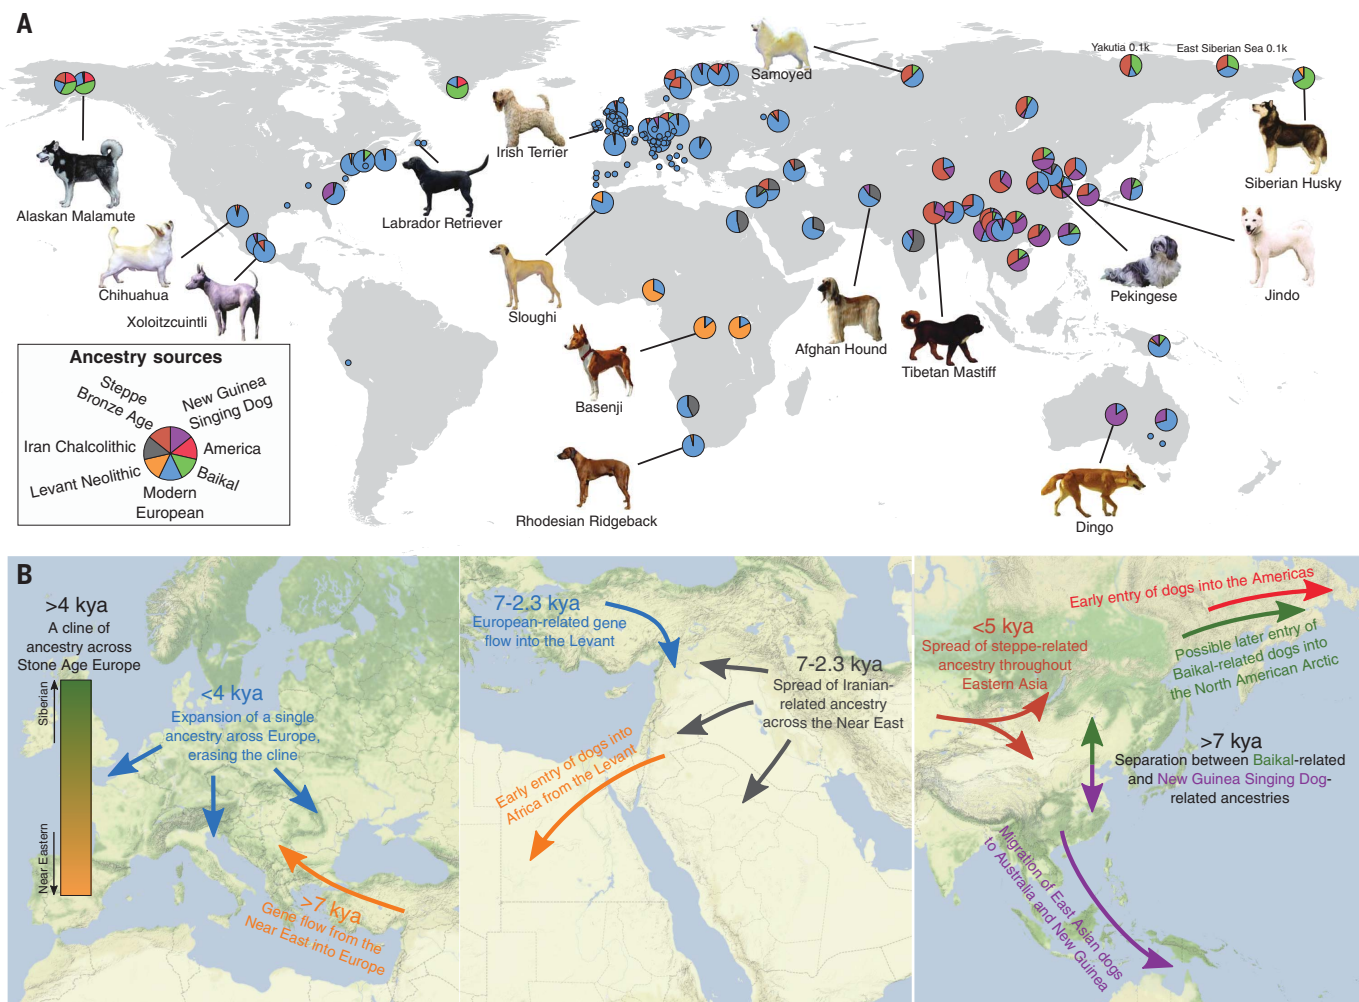 A
Samoyed
Yakutia 0.1k
East Siberian Sea 0.1k
Irish Terrier
Siberian Husky
Alaskan Malamute
Labrador Retriever
Chihuahua
Xoloitzcuintli
Sloughi
Afghan Hound
Tibetan Mastiff
Pekingese
Jindo
Basenji
Rhodesian Ridgeback
Dingo
Ancestry sources
Steppe
Bronze Age
New Guinea
Singing Dog
Iran Chalcolithic
America
Levant Neolithic
Baikal
Modern
European
B
>4 kya
A cline of
ancestry across
Stone Age Europe
Siberian
Near Eastern
<4 kya
Expansion of a single
ancestry aross Europe,
erasing the cline
>7 kya
Gene flow from the
Near East into Europe
7-2.3 kya
European-related gene
flow into the Levant
7-2.3 kya
Spread of Iranian-
related ancestry
across the Near East
Early entry of dogs into
Africa from the Levant
Early entry of dogs into the Americas
<5 kya
Spread of steppe-related
ancestry throughout
Eastern Asia
Possible later entry of
Baikal-related dogs into
the North American Arctic
>7 kya
Separation between Baikal-related
and New Guinea Singing Dog-
related ancestries
Migration of East Asian dogs
to Australia and New Guinea